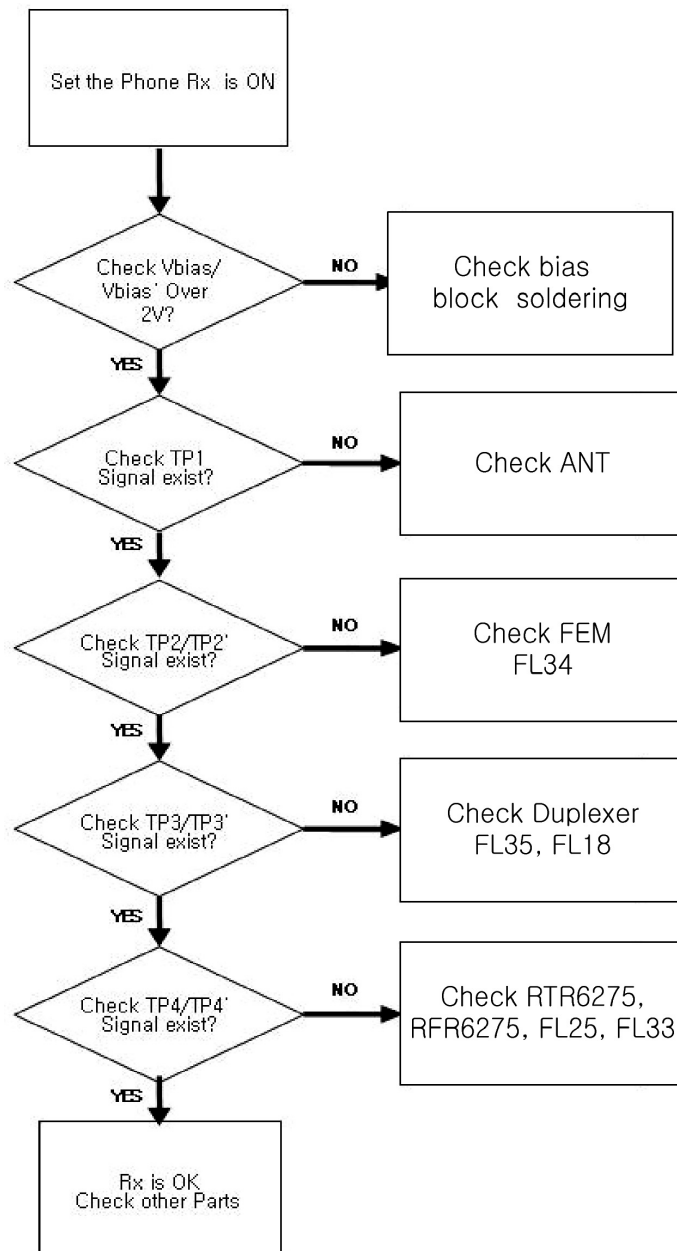 Set the Phone Rx is ON
Check Vbias/
Vbias' Over
2V?
NO
Check bias
block soldering
YES
Check TP1
Signal exist?
NO
Check ANT
YES
Check TP2/TP2'
Signal exist?
NO
Check FEM
FL34
YES
Check TP3/TP3'
Signal exist?
NO
Check Duplexer
FL35, FL18
YES
Check TP4/TP4'
Signal exist?
NO
Check RTR6275,
RFR6275, FL25, FL33
YES
Rx is OK
Check other Parts